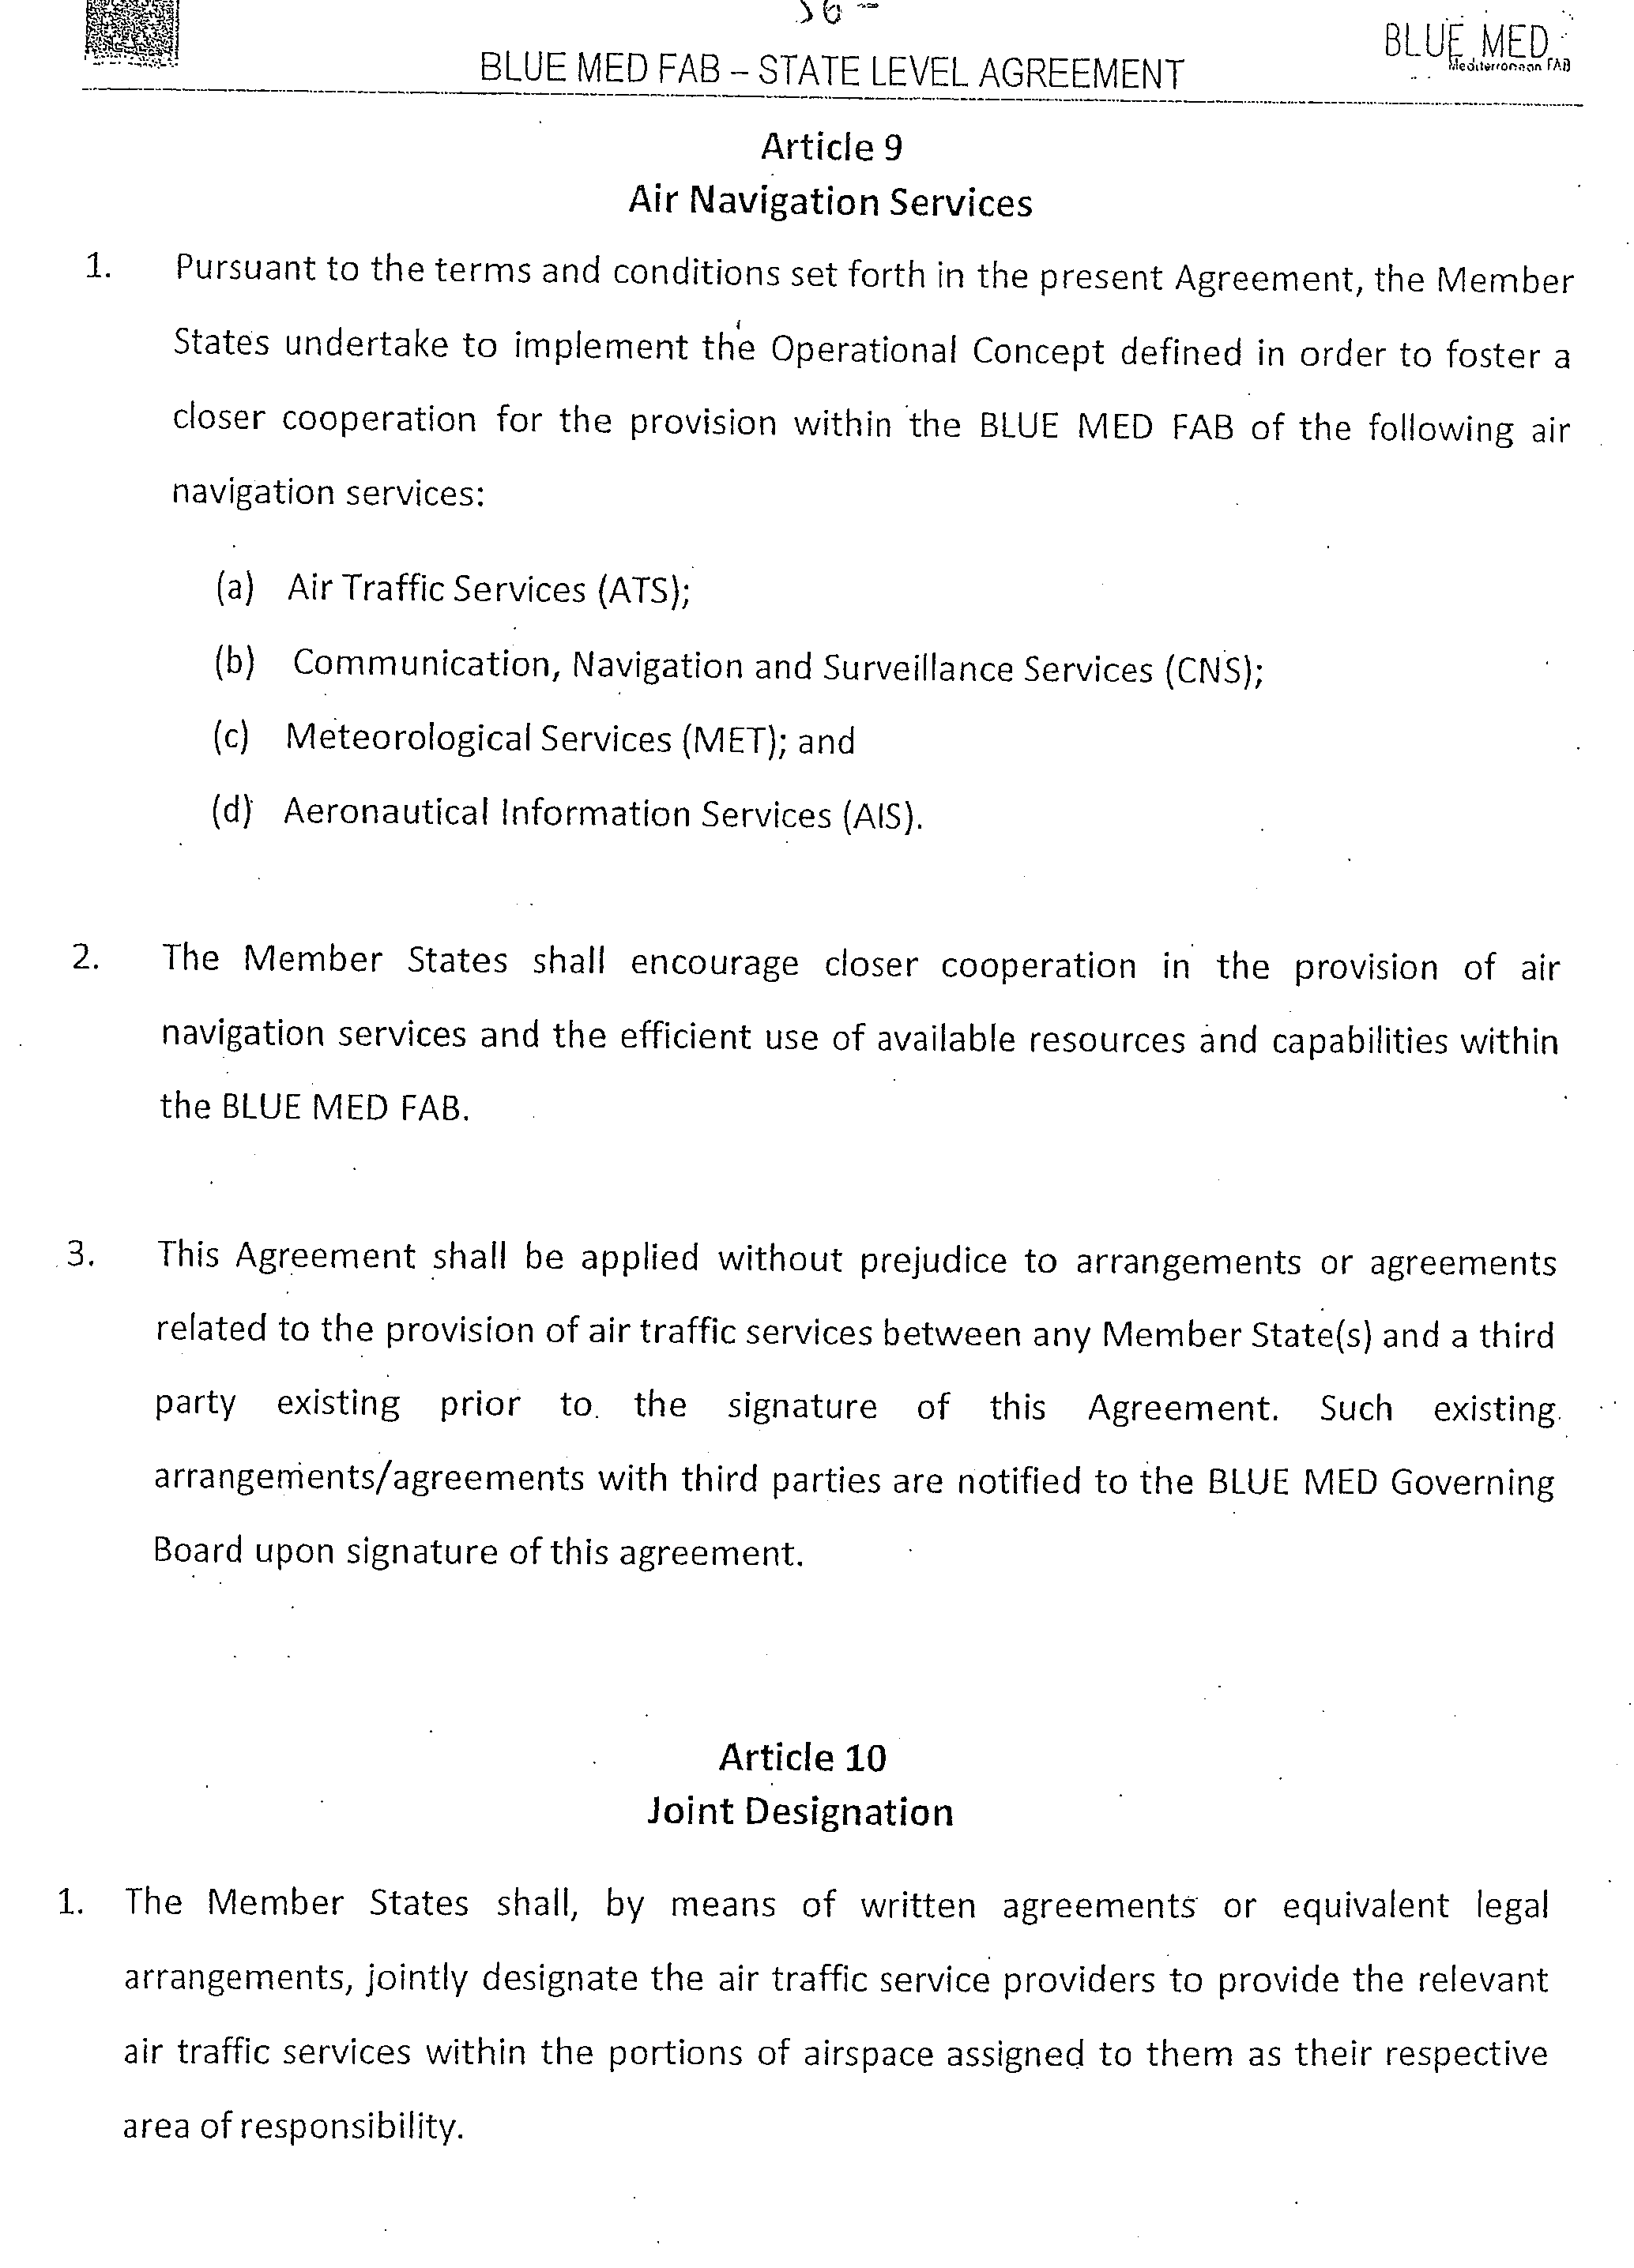 BLUE MED
Mediterranean FAB
BLUE MED FAB – STATE LEVEL AGREEMENT
Article 9
Air Navigation Services
1. Pursuant to the terms and conditions set forth in the present Agreement, the Member
States undertake to implement the Operational Concept defined in order to foster a
closer cooperation for the provision within the BLUE MED FAB of the following air
navigation services:
(a) Air Traffic Services (ATS);
(b) Communication, Navigation and Surveillance Services (CNS);
(c) Meteorological Services (MET); and
(d) Aeronautical Information Services (AIS).
2. The Member States shall encourage closer cooperation in the provision of air
navigation services and the efficient use of available resources and capabilities within
the BLUE MED FAB.
3. This Agreement shall be applied without prejudice to arrangements or agreements
related to the provision of air traffic services between any Member State(s) and a third
party existing prior to the signature of this Agreement. Such existing
arrangements/agreements with third parties are notified to the BLUE MED Governing
Board upon signature of this agreement.
Article 10
Joint Designation
1. The Member States shall, by means of written agreements or equivalent legal
arrangements, jointly designate the air traffic service providers to provide the relevant
air traffic services within the portions of airspace assigned to them as their respective
area of responsibility.